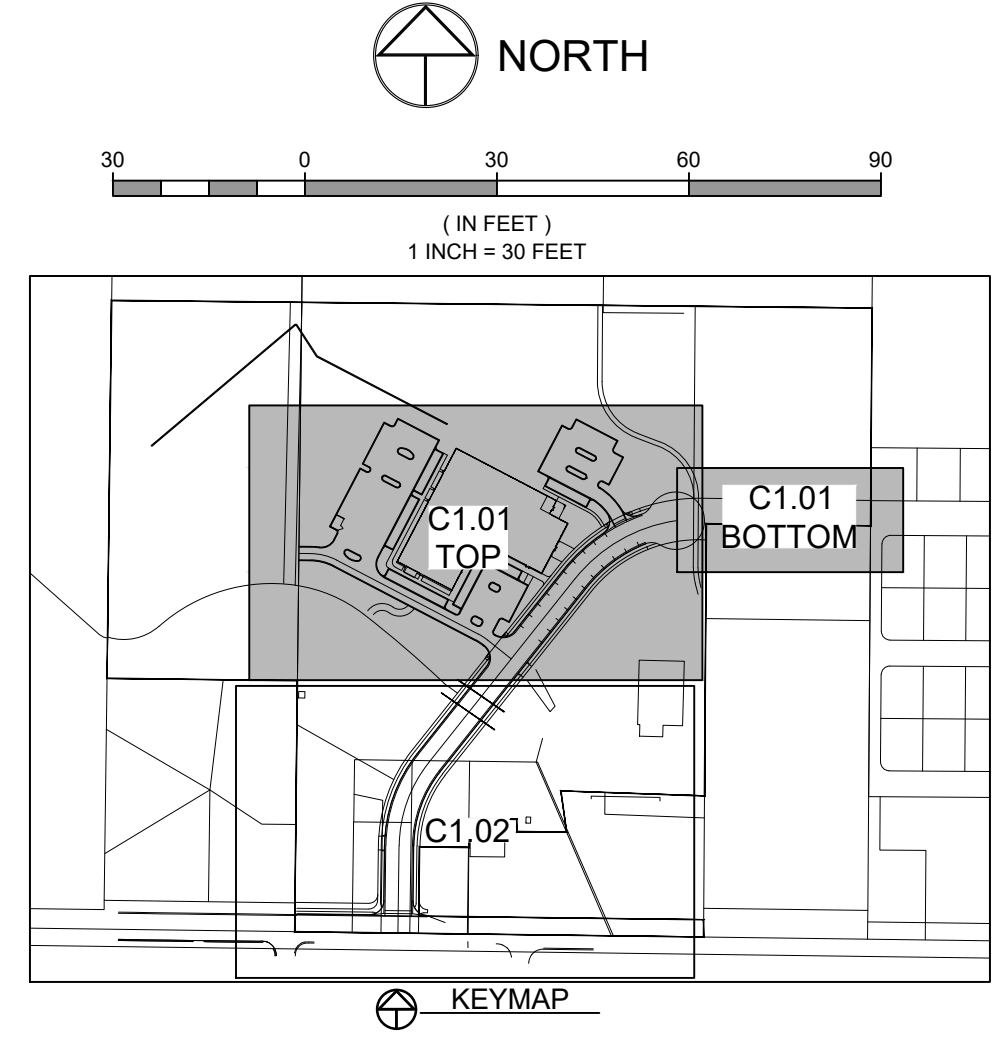 NORTH
30 0 30 60 90
( IN FEET )
1 INCH = 30 FEET
C1.01
TOP
C1.01
BOTTOM
C1.02
KEYMAP